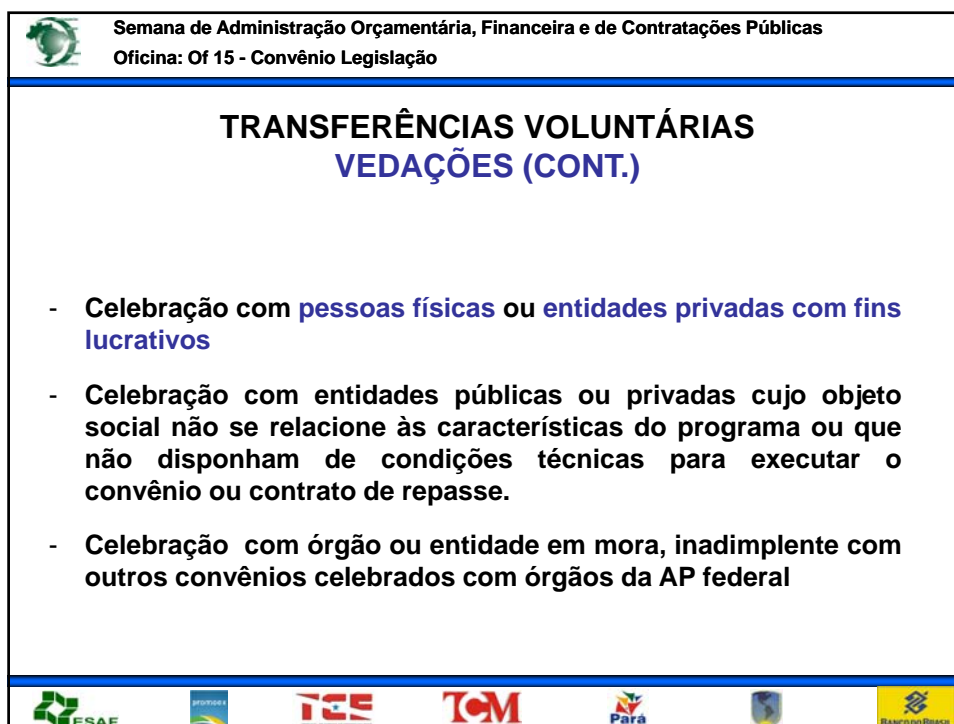 Semana de Administração Orçamentária, Financeira e de Contratações Públicas
Oficina: Of 15 - Convênio Legislação
TRANSFERÊNCIAS VOLUNTÁRIAS
VEDAÇÕES (CONT.)
- Celebração com pessoas físicas ou entidades privadas com fins
lucrativos
- Celebração com entidades públicas ou privadas cujo objeto
social não se relacione às características do programa ou que
não disponham de condições técnicas para executar o
convênio ou contrato de repasse.
- Celebração com órgão ou entidade em mora, inadimplente com
outros convênios celebrados com órgãos da AP federal
ESAF
promoex
TCE
TCM
Pará
BANCO DO BRASIL